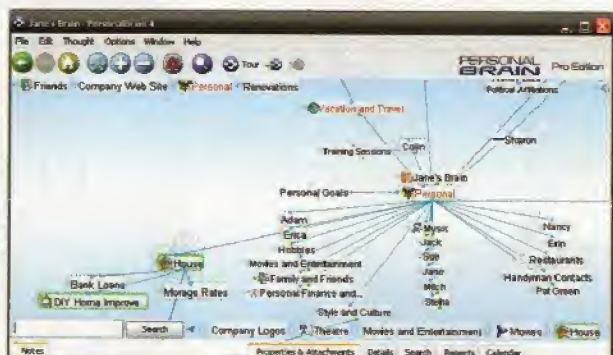 Jane's Brain - PersonalBrain 4
File Edit Thought Options Window Help
Tour
PERSONAL BRAIN Pro Edition
Friends Company Web Site Personal Renovations
Political Affiliations
Vacation and Travel
Training Sessions Colin Sharon
Jane's Brain
Personal Goals Personal
Adam Music Nancy
Erica Jack Erin
Hobbies Sue Restaurants
Movies and Entertainment Jane Handyman Contacts
House Family and Friends Mitch Pat Green
Bank Loans Personal Finance and...
DIY Home Improve Morage Rates
Style and Culture
Search Company Logos Theatre Movies and Entertainment House
Notes Properties & Attachments Details Search Reports Calendar